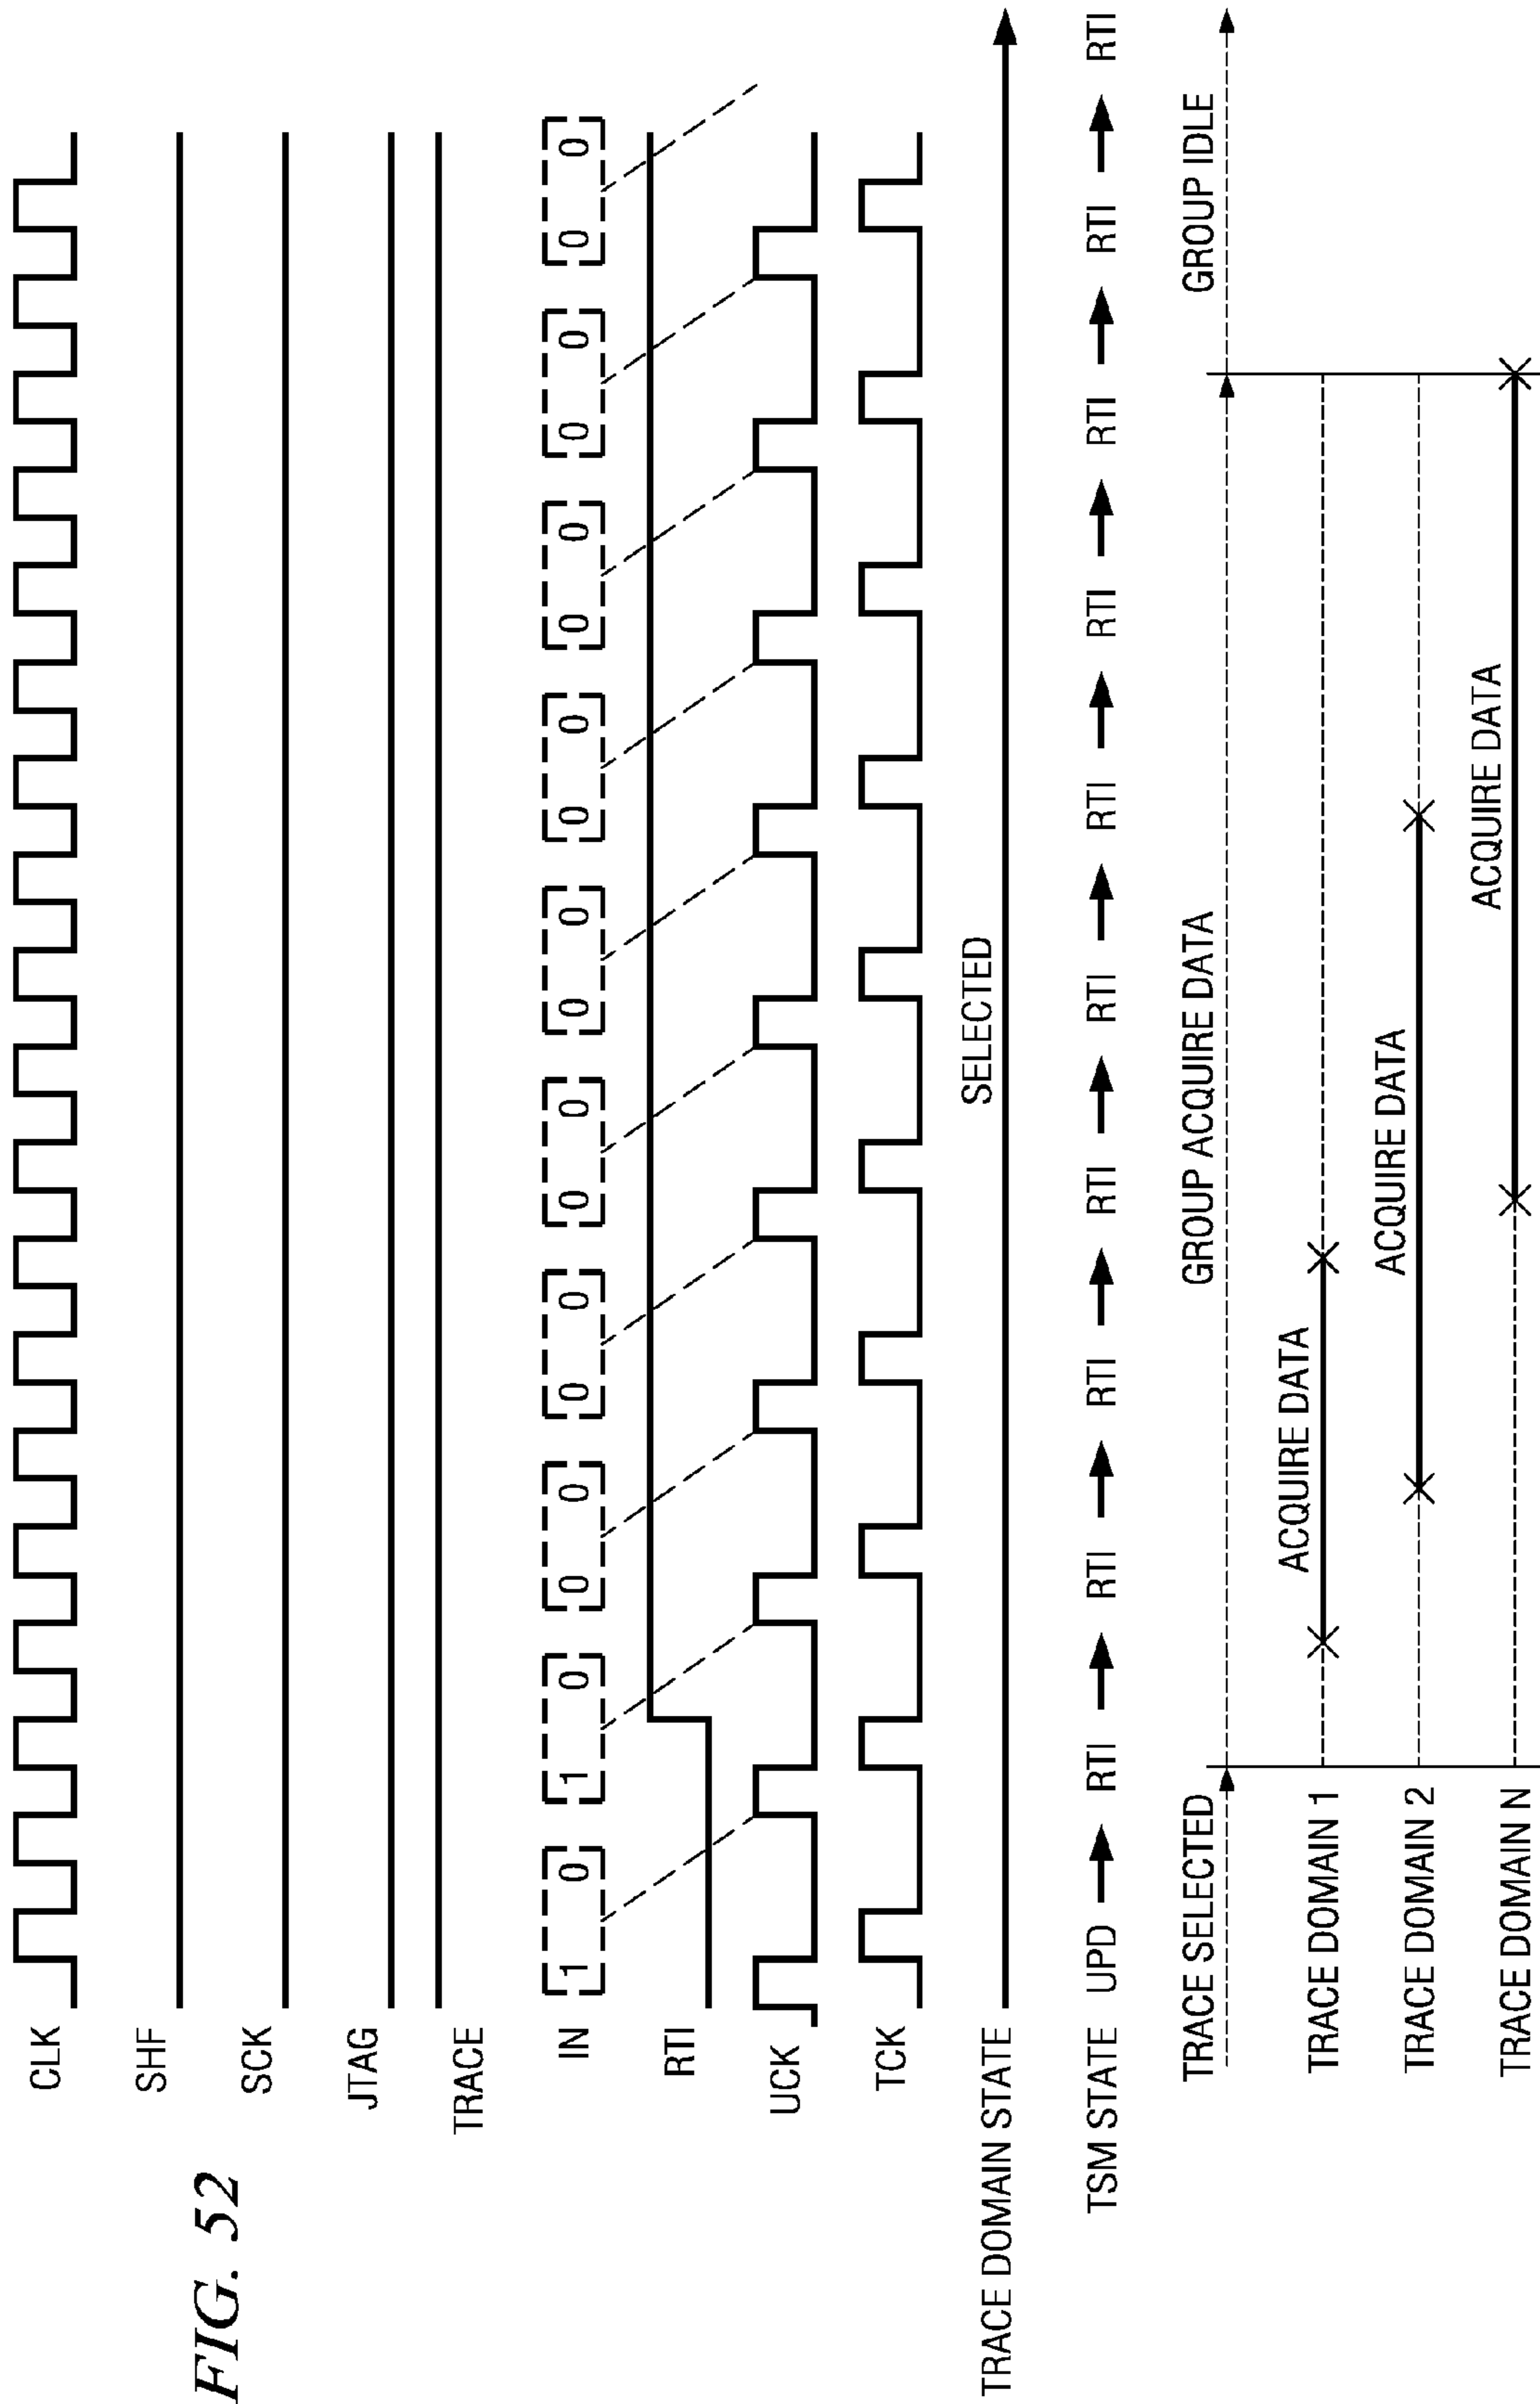 CLK
SHF
FIG. 52
SCK
JTAG
TRACE
IN 1 0 1 0 0 0 0 0 0 0 0 0 0 0 0 0 0 0 0 0
RTI
UCK
TCK
SELECTED
TRACE DOMAIN STATE
TSM STATE UPD RTI RTI RTI RTI RTI RTI RTI RTI RTI RTI
TRACE SELECTED GROUP ACQUIRE DATA GROUP IDLE
ACQUIRE DATA
TRACE DOMAIN 1
ACQUIRE DATA
TRACE DOMAIN 2
ACQUIRE DATA
TRACE DOMAIN N